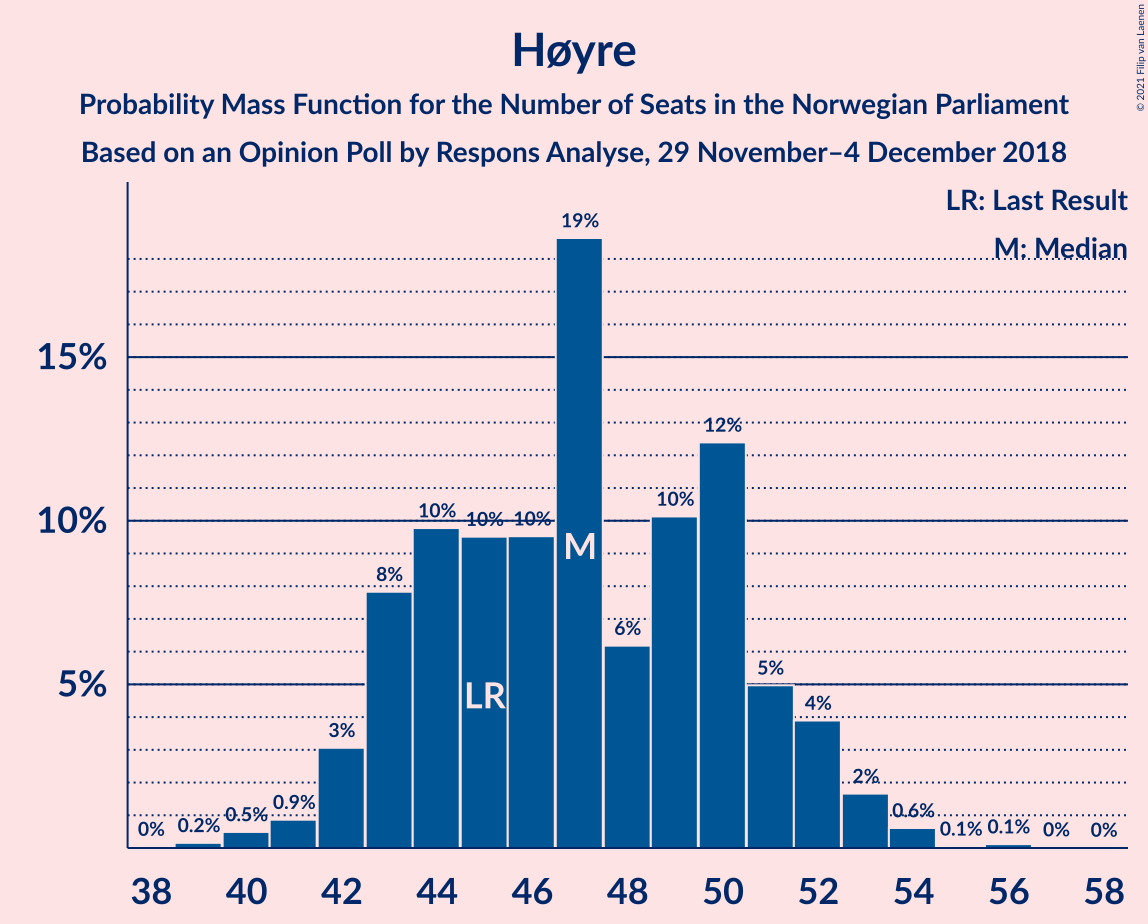 Høyre
Probability Mass Function for the Number of Seats in the Norwegian Parliament
Based on an Opinion Poll by Respons Analyse, 29 November–4 December 2018
© 2021 Filip van Laenen
LR: Last Result
M: Median
15%
10%
5%
0%
0.2%
0.5%
0.9%
3%
8%
10%
10%
10%
19%
6%
10%
12%
5%
4%
2%
0.6%
0.1%
0.1%
0%
0%
LR
M
38 40 42 44 46 48 50 52 54 56 58